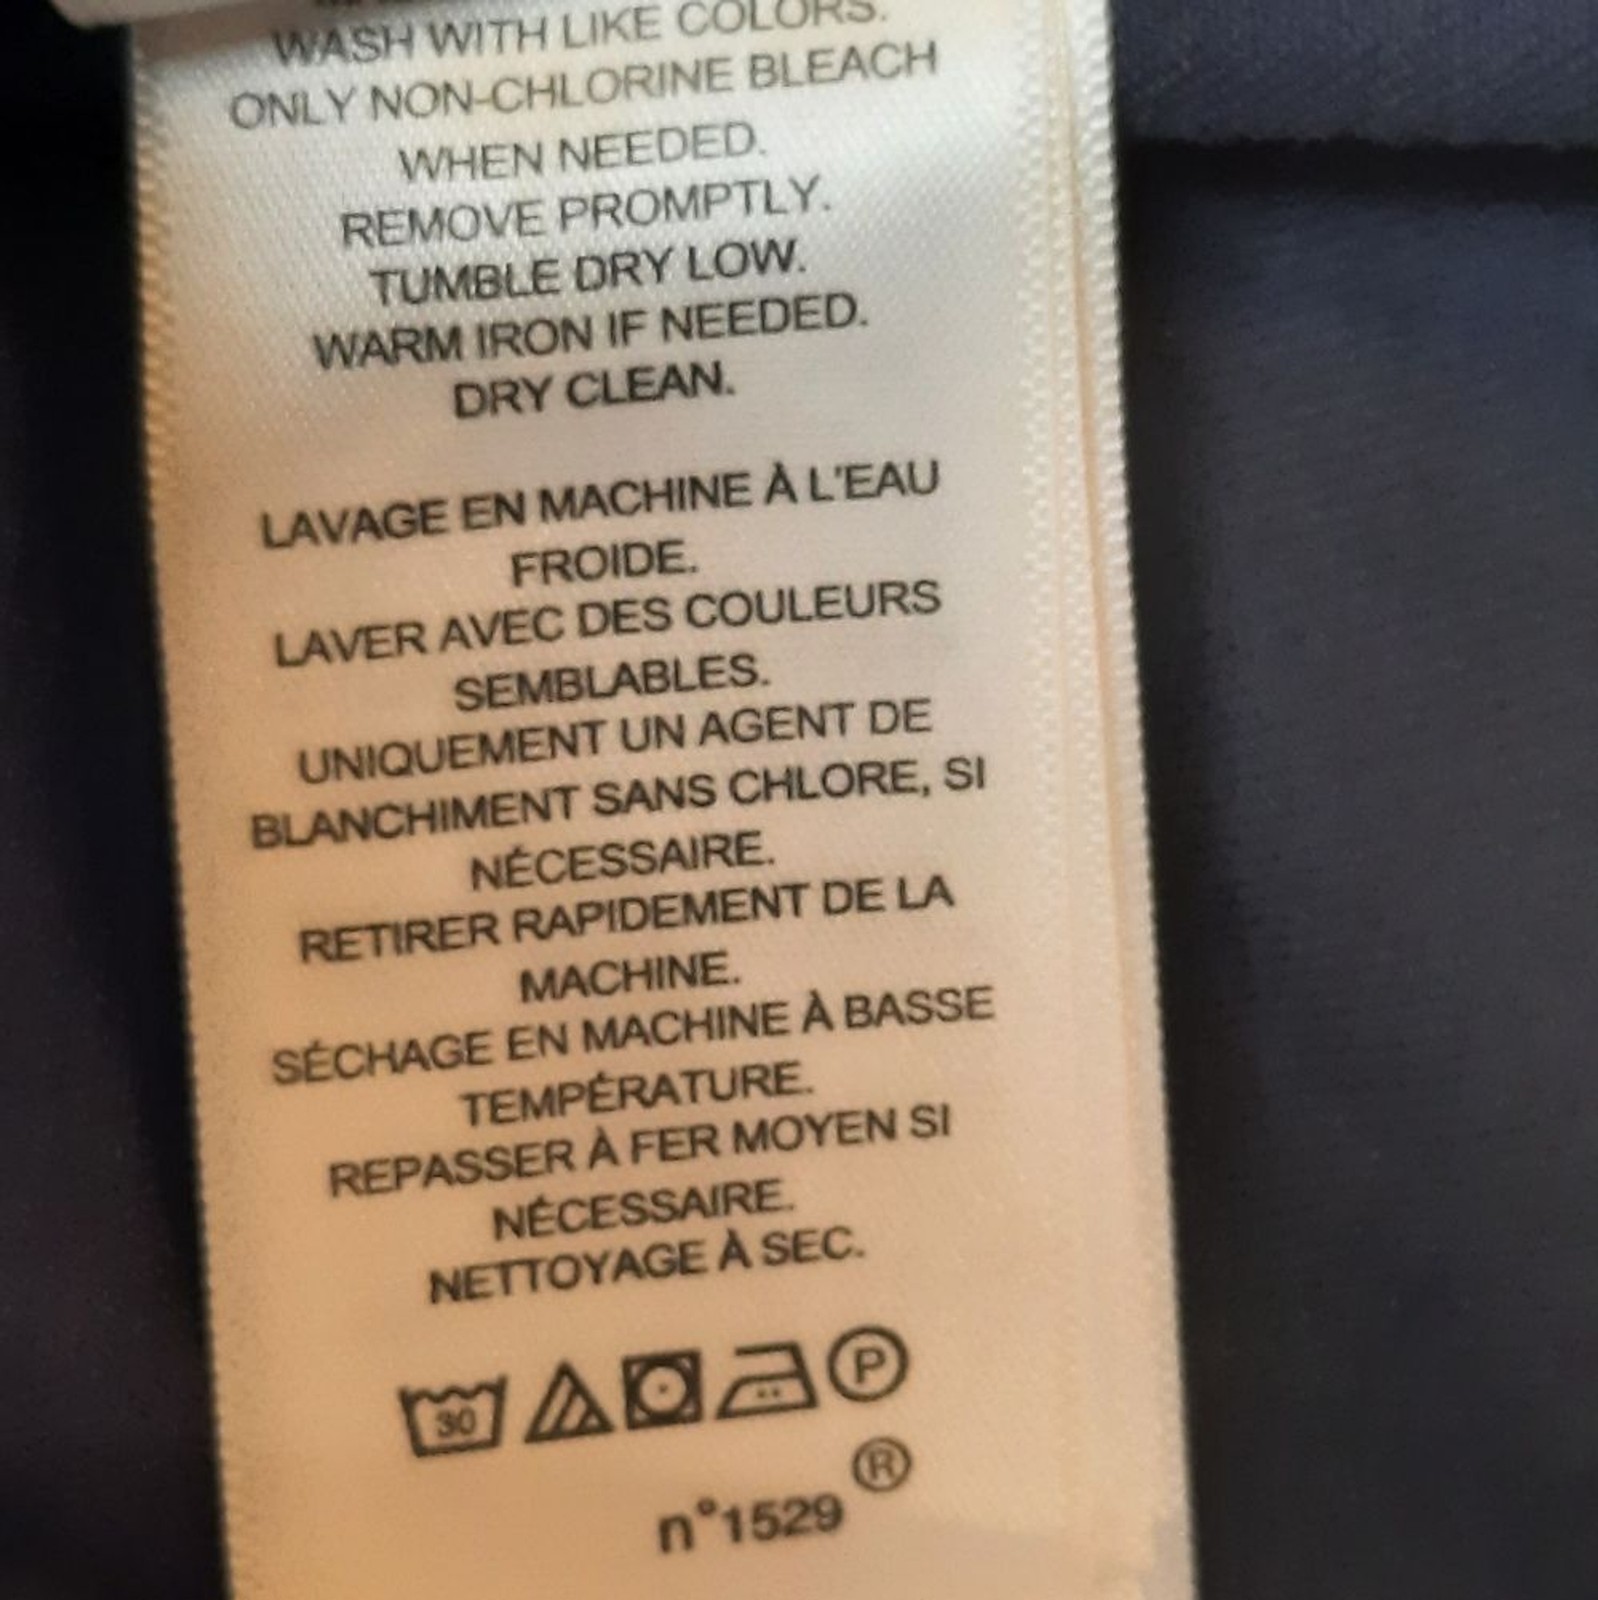 WASH WITH LIKE COLORS.
ONLY NON-CHLORINE BLEACH
WHEN NEEDED.
REMOVE PROMPTLY.
TUMBLE DRY LOW.
WARM IRON IF NEEDED.
DRY CLEAN.
LAVAGE EN MACHINE À L'EAU
FROIDE.
LAVER AVEC DES COULEURS
SEMBLABLES.
UNIQUEMENT UN AGENT DE
BLANCHIMENT SANS CHLORE, SI
NÉCESSAIRE.
RETIRER RAPIDEMENT DE LA
MACHINE.
SÉCHAGE EN MACHINE À BASSE
TEMPÉRATURE.
REPASSER À FER MOYEN SI
NÉCESSAIRE.
NETTOYAGE À SEC.
30 P
n°1529 ®